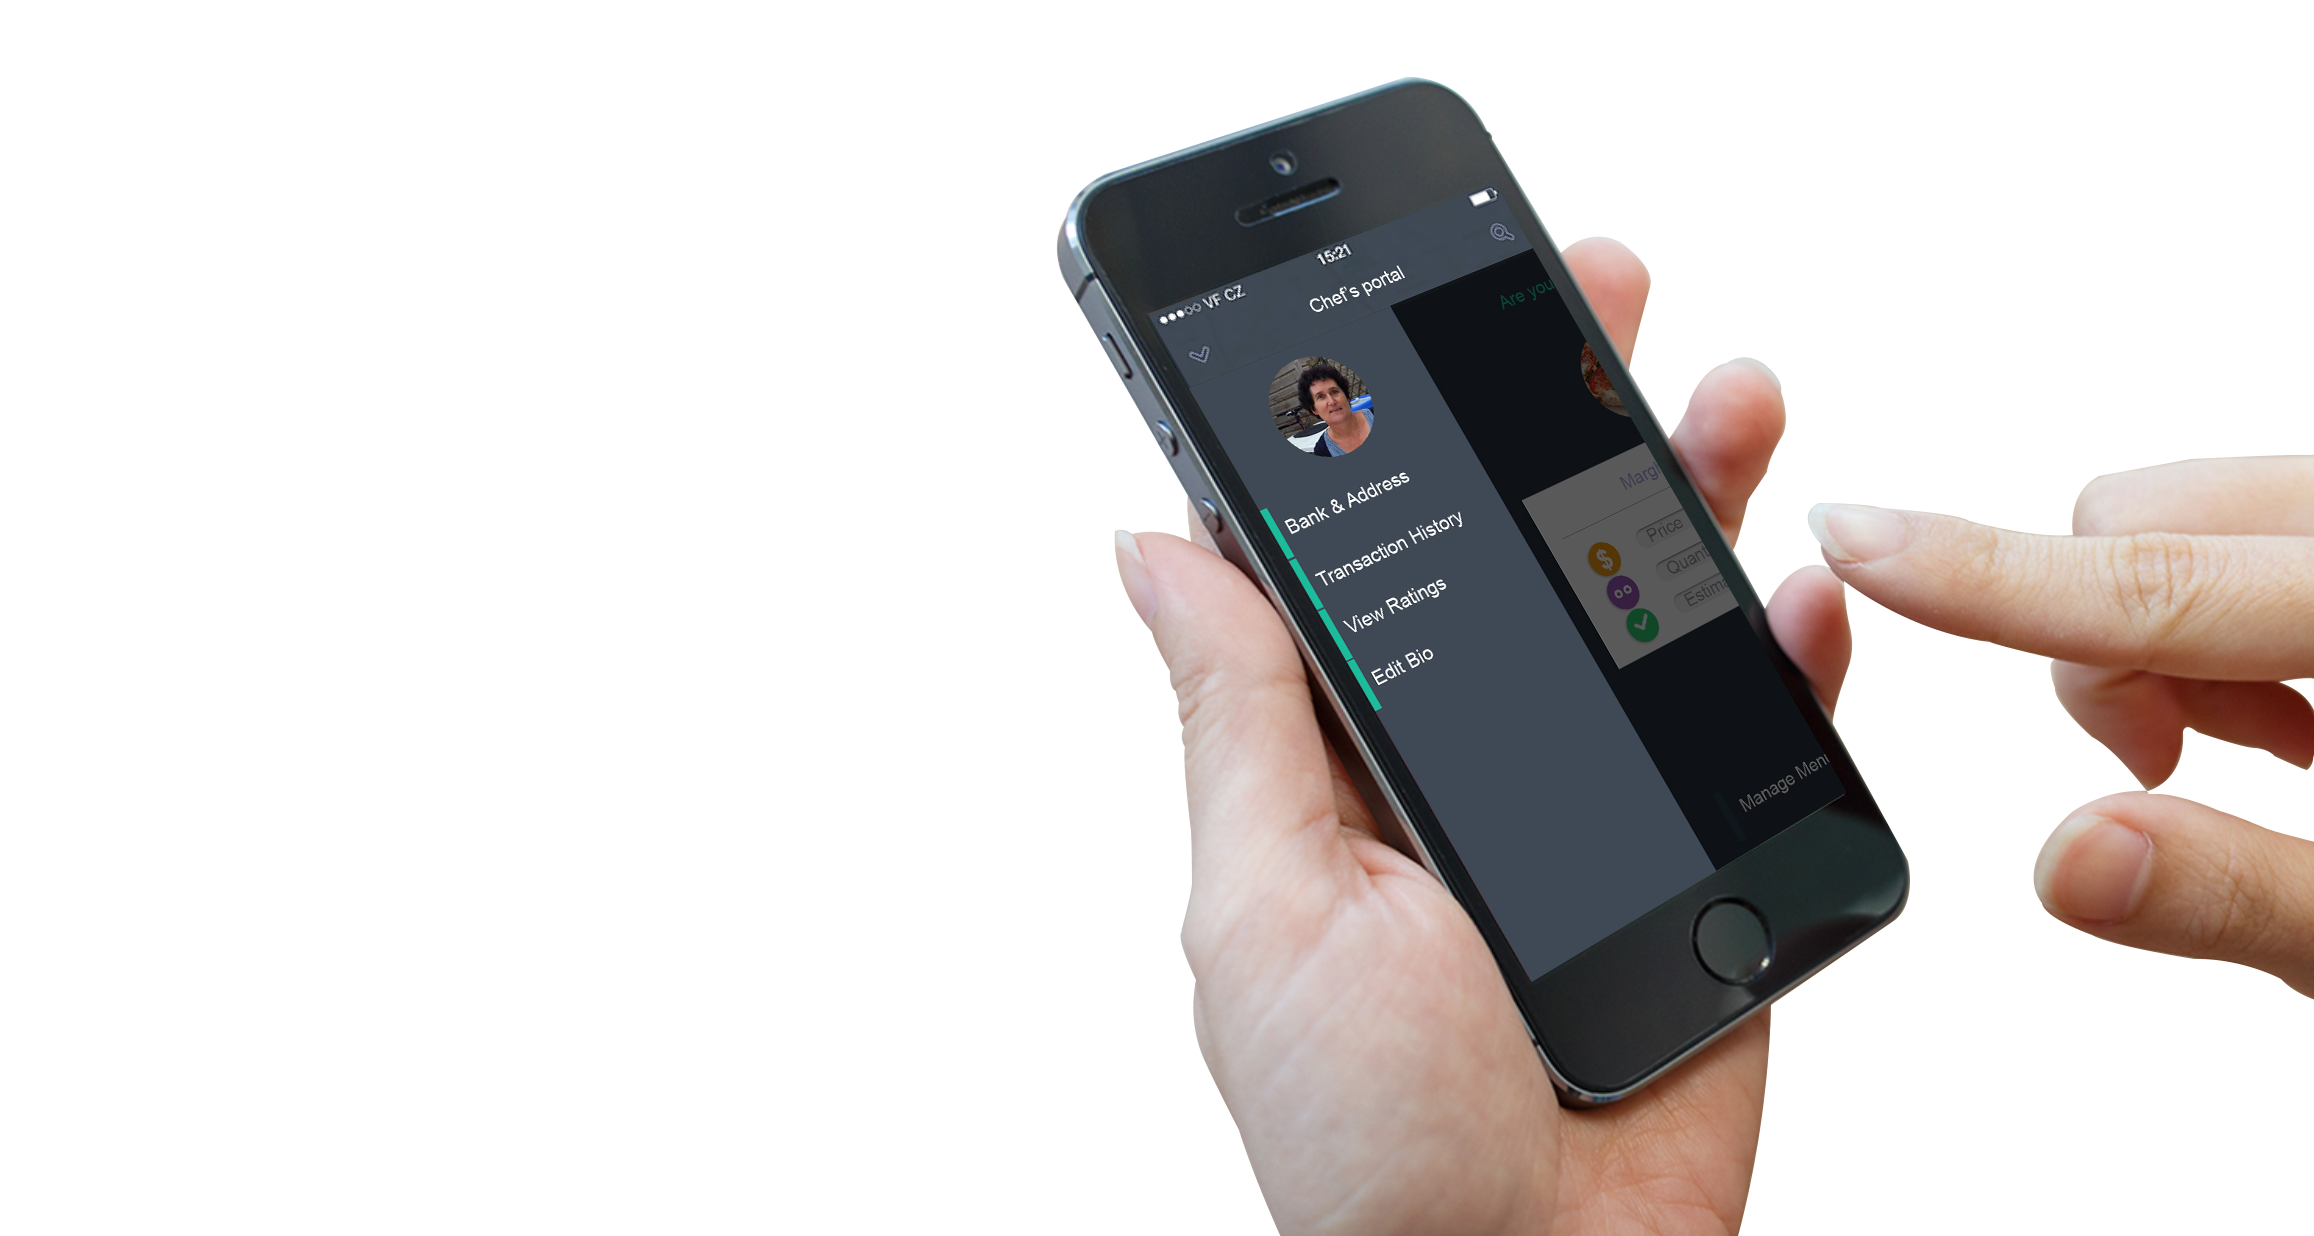 VF CZ 15:21
Chef's portal
Bank & Address
Transaction History
View Ratings
Edit Bio
Are you
Marg
Price
Quant
Estim
Manage Menu